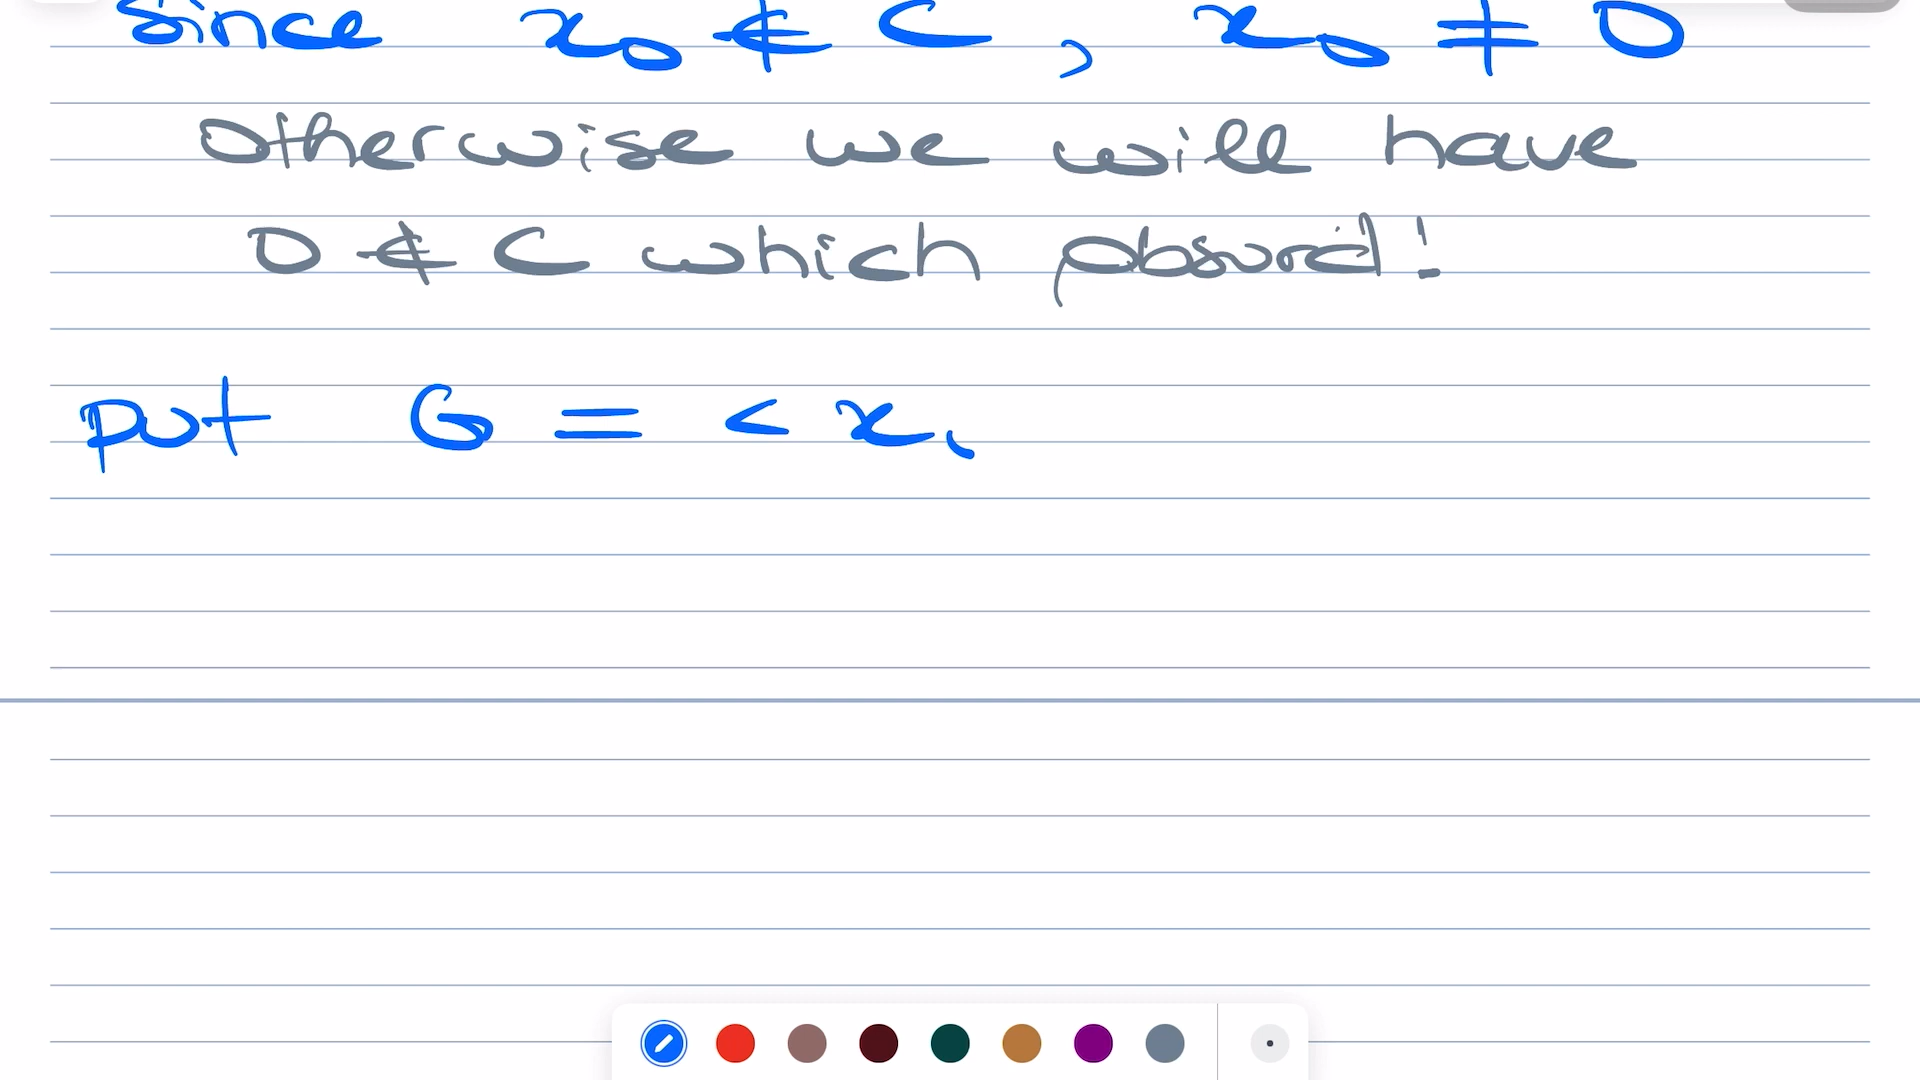 since x₀ ∉ C , x₀ ≠ 0
otherwise we will have
0 ∉ C which absurd!
put G = < x